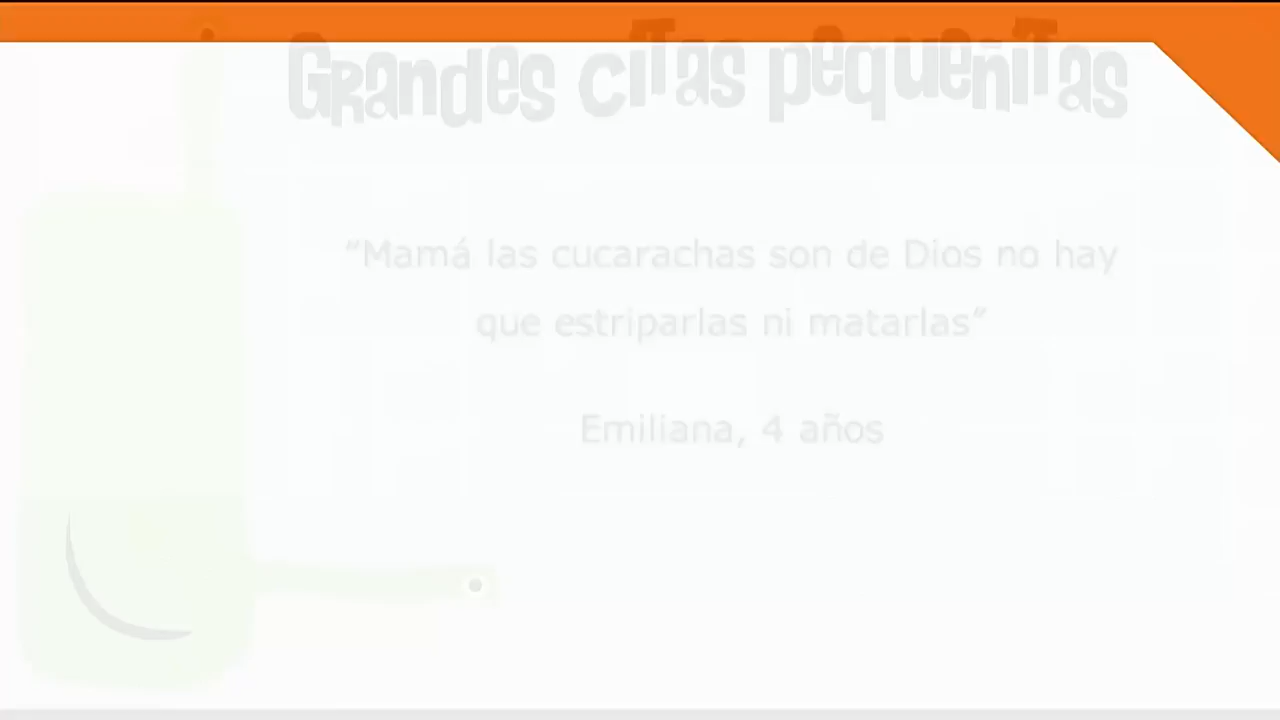 Grandes citas pequeñitas
“Mamá las cucarachas son de Dios no hay
que estriparlas ni matarlas”
Emiliana, 4 años